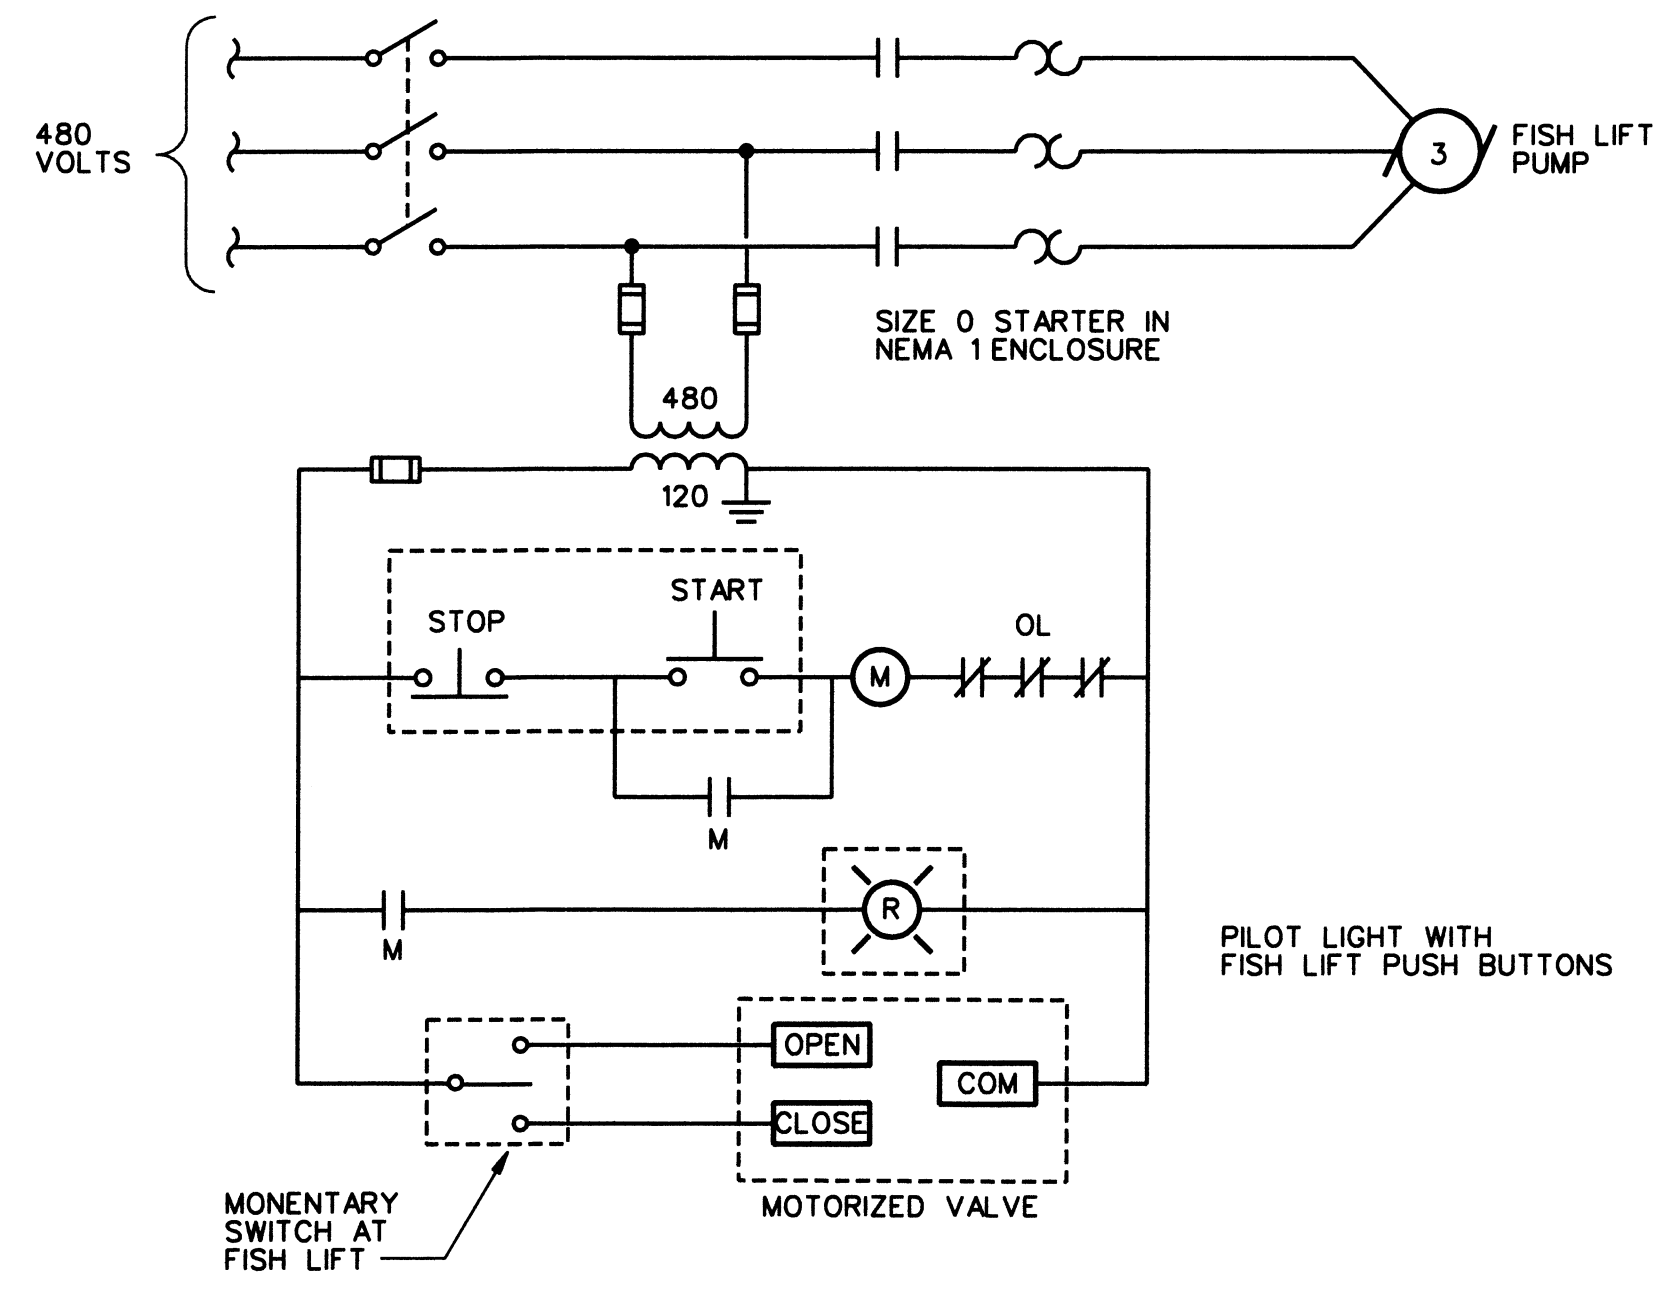 480
VOLTS
3
FISH LIFT
PUMP
SIZE 0 STARTER IN
NEMA 1 ENCLOSURE
480
120
START
STOP
OL
M
M
R
M
PILOT LIGHT WITH
FISH LIFT PUSH BUTTONS
OPEN
COM
CLOSE
MONENTARY
SWITCH AT
FISH LIFT
MOTORIZED VALVE